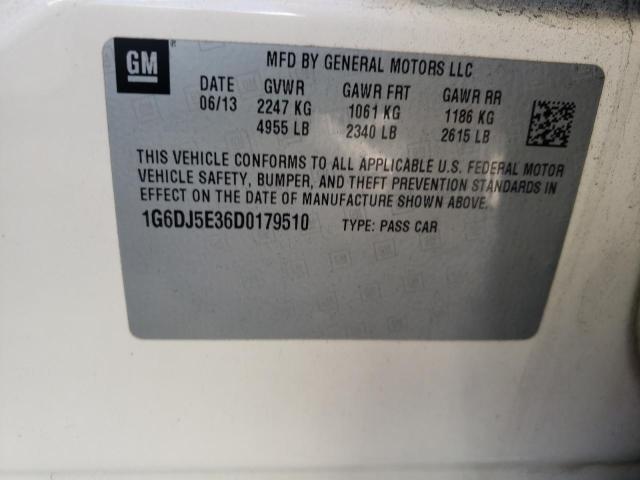 GM
MFD BY GENERAL MOTORS LLC
DATE GVWR GAWR FRT GAWR RR
06/13 2247 KG 1061 KG 1186 KG
4955 LB 2340 LB 2615 LB
THIS VEHICLE CONFORMS TO ALL APPLICABLE U.S. FEDERAL MOTOR
VEHICLE SAFETY, BUMPER, AND THEFT PREVENTION STANDARDS IN
EFFECT ON THE DATE OF MANUFACTURE SHOWN ABOVE.
1G6DJ5E36D0179510 TYPE: PASS CAR